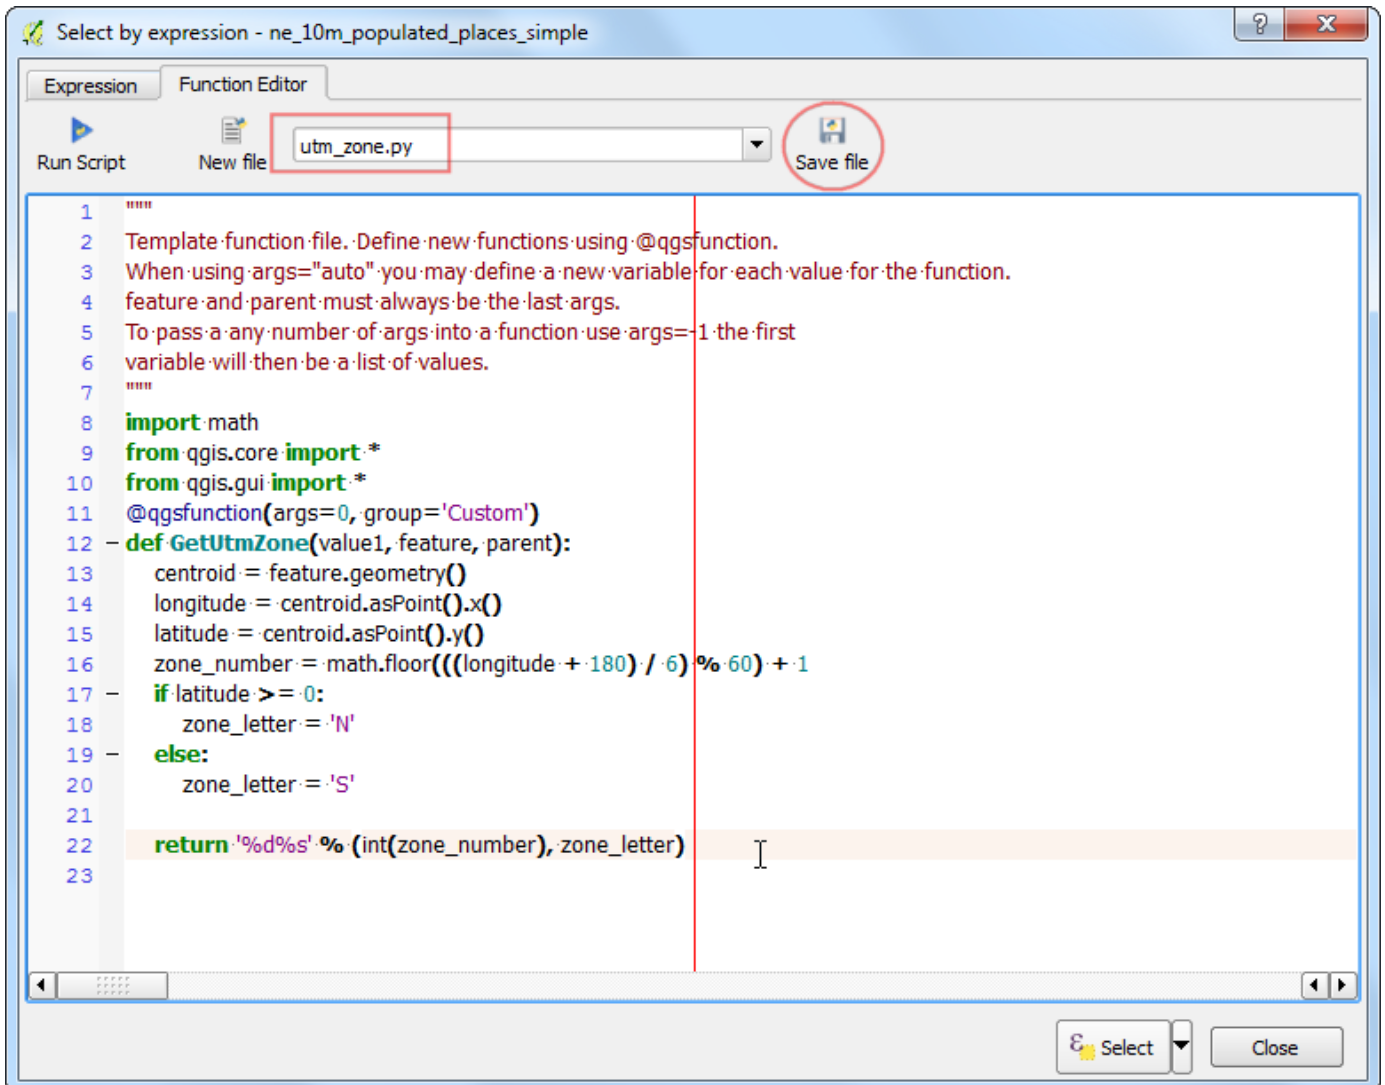 Select by expression - ne_10m_populated_places_simple
Expression
Function Editor
Run Script
New file
utm_zone.py
Save file
1 """
2 Template function file. Define new functions using @qgsfunction.
3 When using args="auto" you may define a new variable for each value for the function.
4 feature and parent must always be the last args.
5 To pass a any number of args into a function use args=-1 the first
6 variable will then be a list of values.
7 """
8 import math
9 from qgis.core import *
10 from qgis.gui import *
11 @qgsfunction(args=0, group='Custom')
12 def GetUtmZone(value1, feature, parent):
13 centroid = feature.geometry()
14 longitude = centroid.asPoint().x()
15 latitude = centroid.asPoint().y()
16 zone_number = math.floor(((longitude + 180) / 6) % 60) + 1
17 if latitude >= 0:
18 zone_letter = 'N'
19 else:
20 zone_letter = 'S'
21
22 return '%d%s' % (int(zone_number), zone_letter)
23
Select
Close